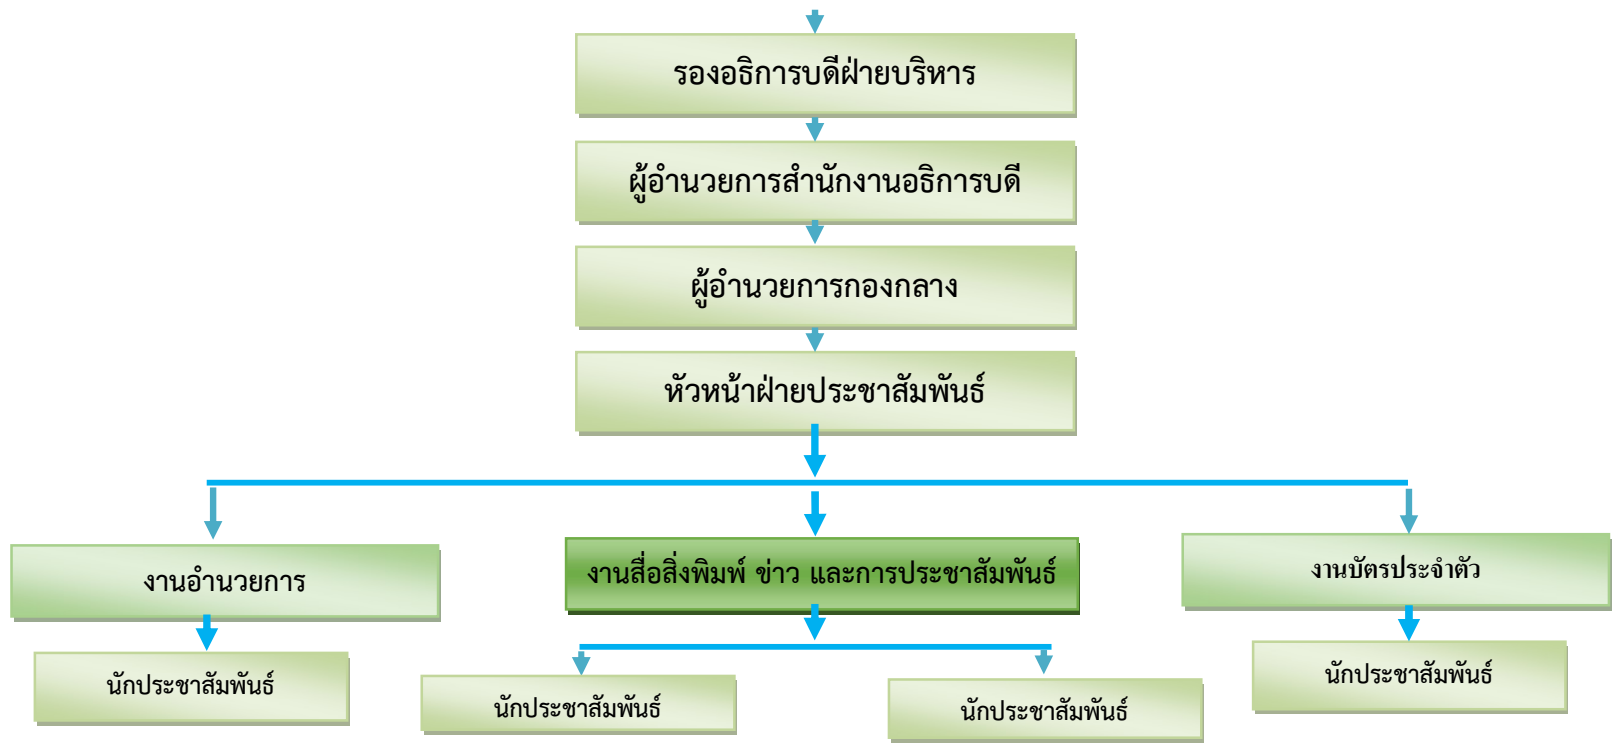 รองอธิการบดีฝ่ายบริหาร
ผู้อำนวยการสำนักงานอธิการบดี
ผู้อำนวยการกองกลาง
หัวหน้าฝ่ายประชาสัมพันธ์
งานอำนวยการ
งานสื่อสิ่งพิมพ์ ข่าว และการประชาสัมพันธ์
งานบัตรประจำตัว
นักประชาสัมพันธ์
นักประชาสัมพันธ์
นักประชาสัมพันธ์
นักประชาสัมพันธ์